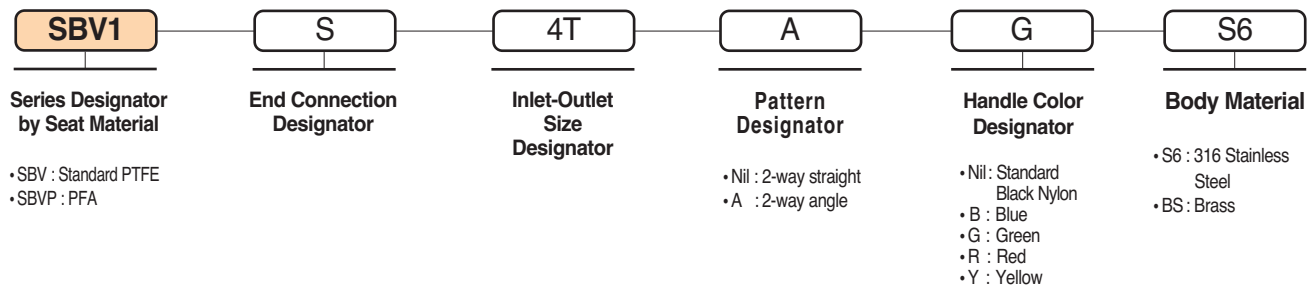 SBV1 S 4T A G S6
Series Designator
by Seat Material
• SBV : Standard PTFE
• SBVP : PFA
End Connection
Designator
Inlet-Outlet
Size
Designator
Pattern
Designator
• Nil : 2-way straight
• A : 2-way angle
Handle Color
Designator
• Nil : Standard
Black Nylon
• B : Blue
• G : Green
• R : Red
• Y : Yellow
Body Material
• S6 : 316 Stainless
Steel
• BS : Brass